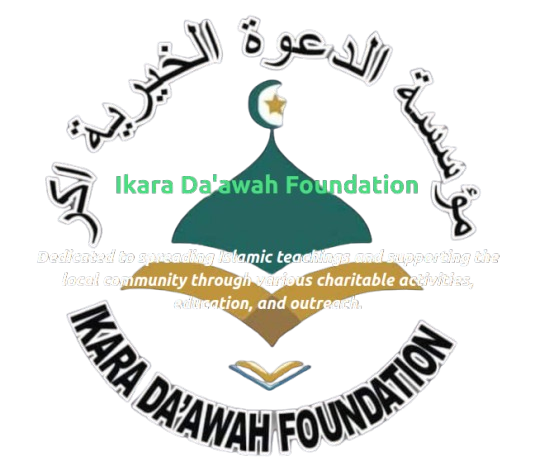 مؤسسة الدعوة الخيرية اكر
Ikara Da'awah Foundation
Dedicated to spreading Islamic teachings and supporting the
local community through various charitable activities,
education, and outreach.
IKARA DA'AWAH FOUNDATION